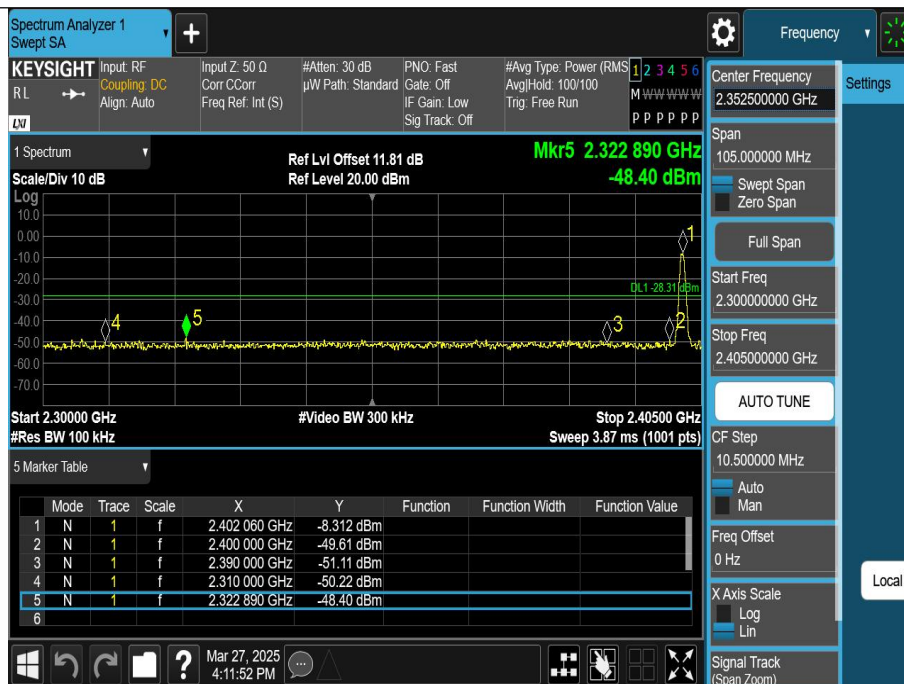 Spectrum Analyzer 1
Swept SA
Frequency
KEYSIGHT
RL
LXI
Input: RF
Coupling: DC
Align: Auto
Input Z: 50 Ω
Corr CCorr
Freq Ref: Int (S)
#Atten: 30 dB
µW Path: Standard
PNO: Fast
Gate: Off
IF Gain: Low
Sig Track: Off
#Avg Type: Power (RMS
Avg|Hold: 100/100
Trig: Free Run
1 2 3 4 5 6
M W W W W W
P P P P P P
1 Spectrum
Scale/Div 10 dB
Ref Lvl Offset 11.81 dB
Ref Level 20.00 dBm
Mkr5 2.322 890 GHz
-48.40 dBm
Log
10.0
0.00
-10.0
-20.0
-30.0
-40.0
-50.0
-60.0
-70.0
1
DL1 -28.31 dBm
4
5
3
2
Start 2.30000 GHz
#Video BW 300 kHz
Stop 2.40500 GHz
#Res BW 100 kHz
Sweep 3.87 ms (1001 pts)
5 Marker Table
Mode Trace Scale X Y Function Function Width Function Value
1 N 1 f 2.402 060 GHz -8.312 dBm
2 N 1 f 2.400 000 GHz -49.61 dBm
3 N 1 f 2.390 000 GHz -51.11 dBm
4 N 1 f 2.310 000 GHz -50.22 dBm
5 N 1 f 2.322 890 GHz -48.40 dBm
6
?
Mar 27, 2025
4:11:52 PM
Center Frequency
2.352500000 GHz
Span
105.000000 MHz
Swept Span
Zero Span
Full Span
Start Freq
2.300000000 GHz
Stop Freq
2.405000000 GHz
AUTO TUNE
CF Step
10.500000 MHz
Auto
Man
Freq Offset
0 Hz
X Axis Scale
Log
Lin
Signal Track
(Span Zoom)
Settings
Local